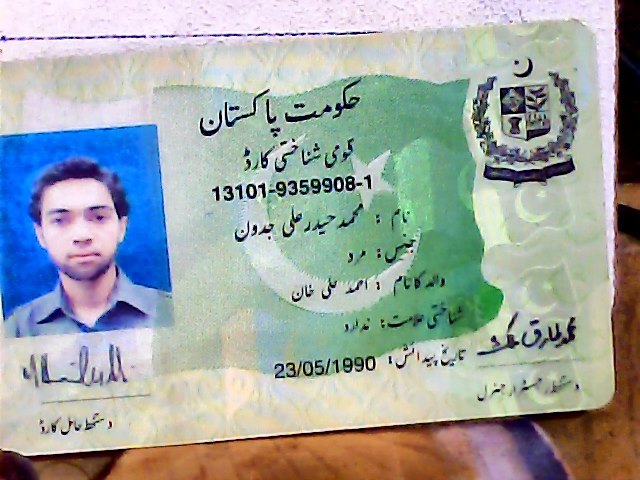 حکومت پاکستان
قومی شناختی کارڈ
13101-9359908-1
نام : محمد حیدر علی جدون
جنس : مرد
والد کا نام : احمد علی خان
شناختی علامت : ندارد
تاریخ پیدائش : 23/05/1990
دستخط رجسٹرار جنرل
دستخط حامل کارڈ